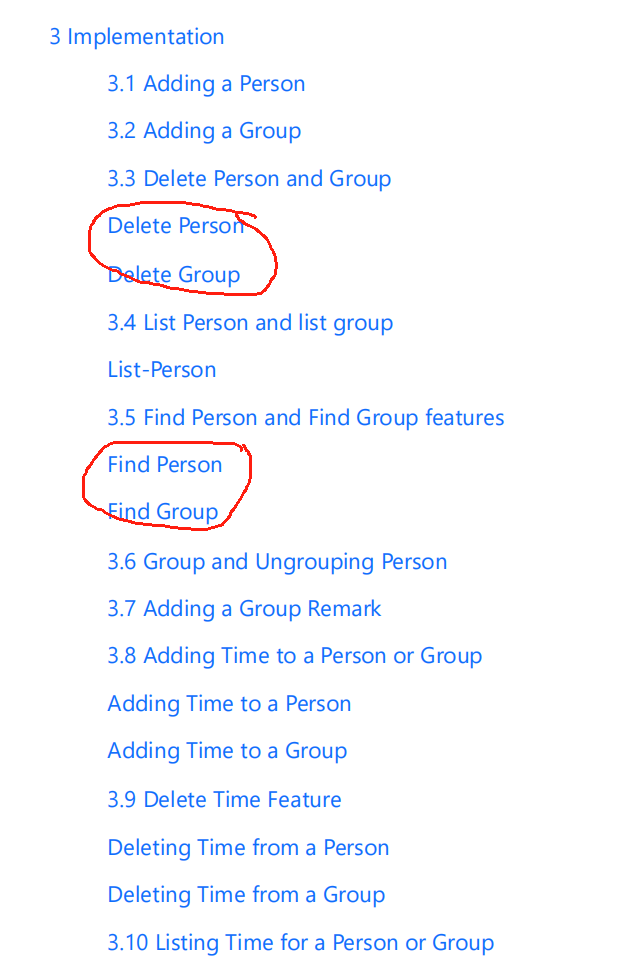 3 Implementation
3.1 Adding a Person
3.2 Adding a Group
3.3 Delete Person and Group
Delete Person
Delete Group
3.4 List Person and list group
List-Person
3.5 Find Person and Find Group features
Find Person
Find Group
3.6 Group and Ungrouping Person
3.7 Adding a Group Remark
3.8 Adding Time to a Person or Group
Adding Time to a Person
Adding Time to a Group
3.9 Delete Time Feature
Deleting Time from a Person
Deleting Time from a Group
3.10 Listing Time for a Person or Group